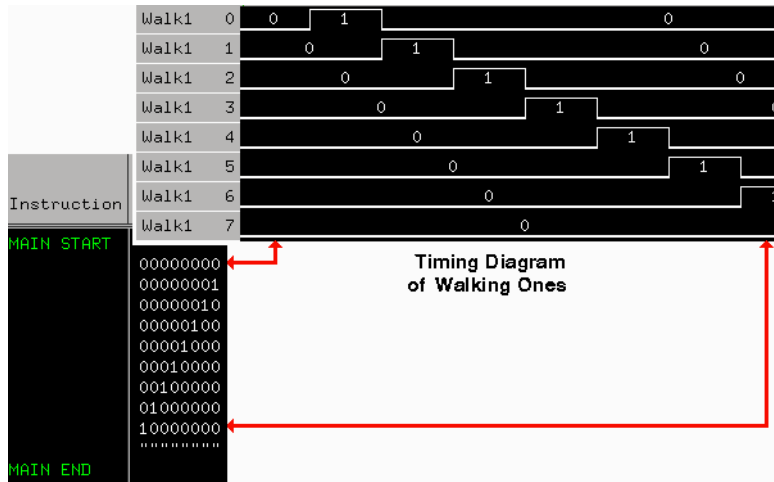 Walk1 0 0 1 0
Walk1 1 0 1 0
Walk1 2 0 1 0
Walk1 3 0 1 0
Walk1 4 0 1
Walk1 5 0 1
Walk1 6 0 1
Walk1 7 0
Instruction
MAIN START
Timing Diagram
of Walking Ones
00000000
00000001
00000010
00000100
00001000
00010000
00100000
01000000
10000000
""""""""
MAIN END